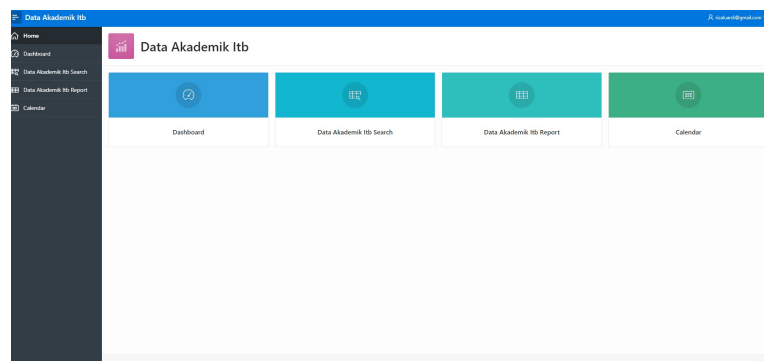 Data Akademik Itb
Home
Dashboard
Data Akademik Itb Search
Data Akademik Itb Report
Calendar
Data Akademik Itb
Dashboard
Data Akademik Itb Search
Data Akademik Itb Report
Calendar